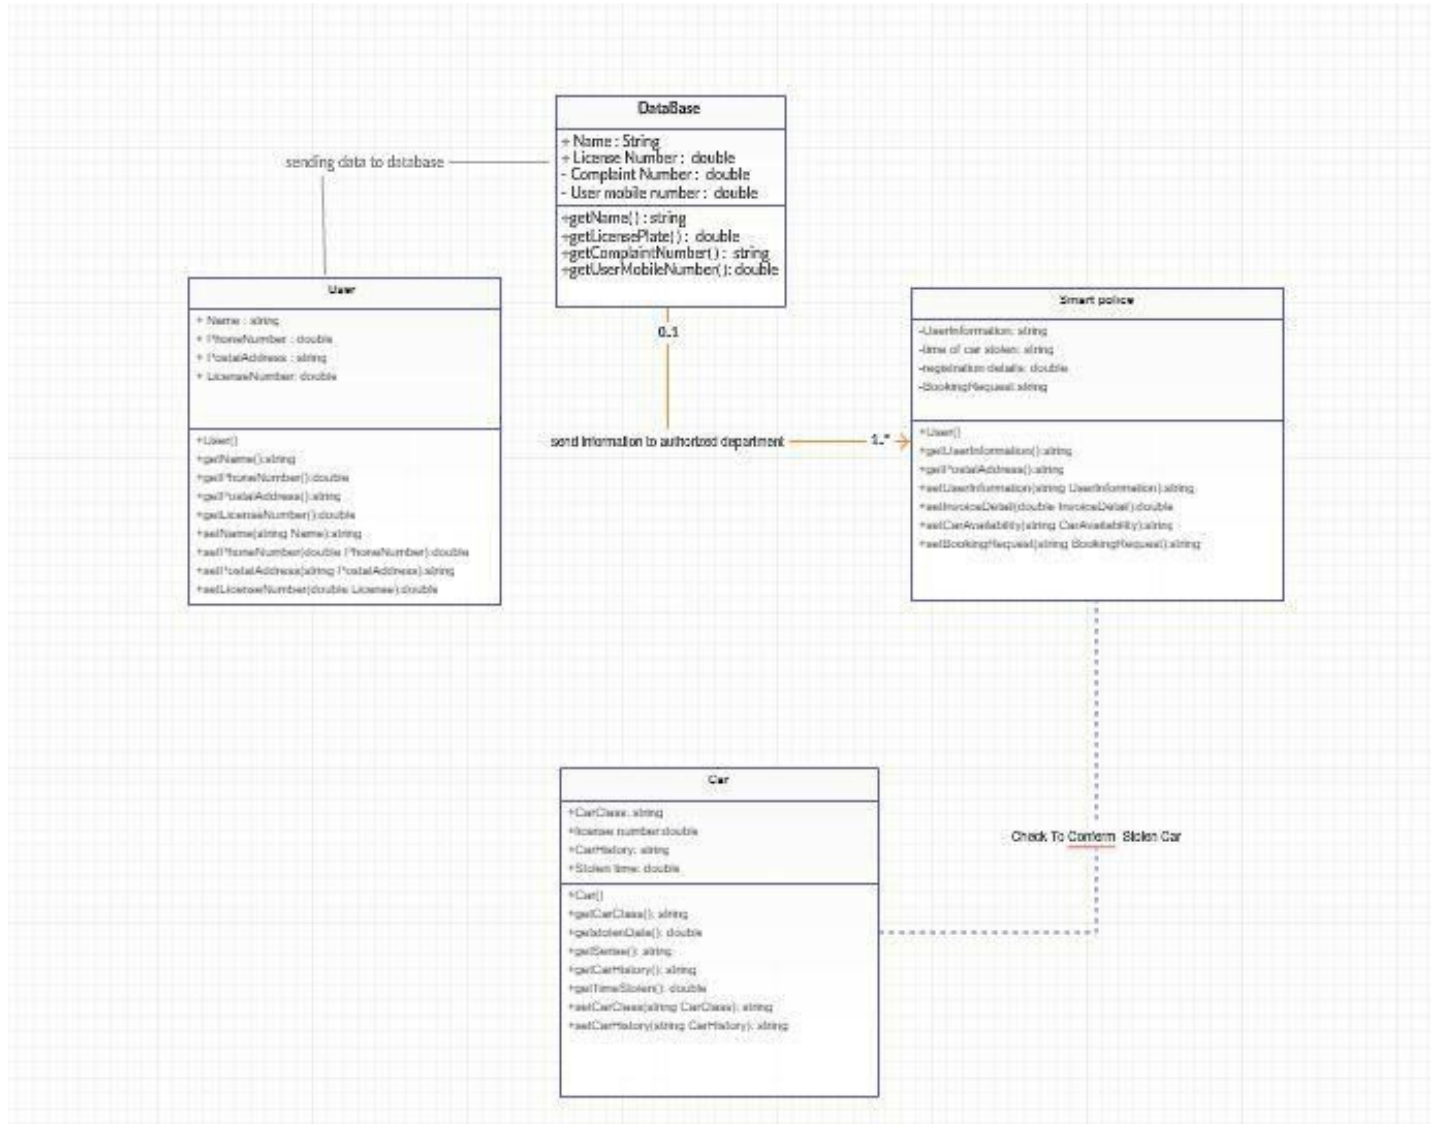 DataBase
+ Name : String
+ License Number : double
- Complaint Number : double
- User mobile number : double
+getName() : string
+getLicensePlate() : double
+getComplaintNumber() : string
+getUserMobileNumber(): double
sending data to database
User
+ Name : string
+ PhoneNumber : double
+ PostalAddress : string
+ LicenseNumber: double
+User()
+getName():string
+getPhoneNumber():double
+getPostalAddress():string
+getLicenseNumber():double
+setName(string Name):string
+setPhoneNumber(double PhoneNumber):double
+setPostalAddress(string PostalAddress):string
+setLicenseNumber(double License):double
0..1
send information to authorized department
1..*
Smart police
-UserInformation: string
-time of car stolen: string
-registration details: double
-BookingRequest:string
+User()
+getUserInformation():string
+getPostalAddress():string
+setUserInformation(string UserInformation):string
+setInvoiceDetail(double InvoiceDetail):double
+setCarAvailability(string CarAvailability):string
+setBookingRequest(string BookingRequest):string
Car
+CarClass: string
+license number:double
+CarHistory: string
+Stolen time: double
+Car()
+getCarClass(): string
+getstolenDate(): double
+getSense(): string
+getCarHistory(): string
+getTimeStolen(): double
+setCarClass(string CarClass): string
+setCarHistory(string CarHistory): string
Check To Conferm Stolen Car